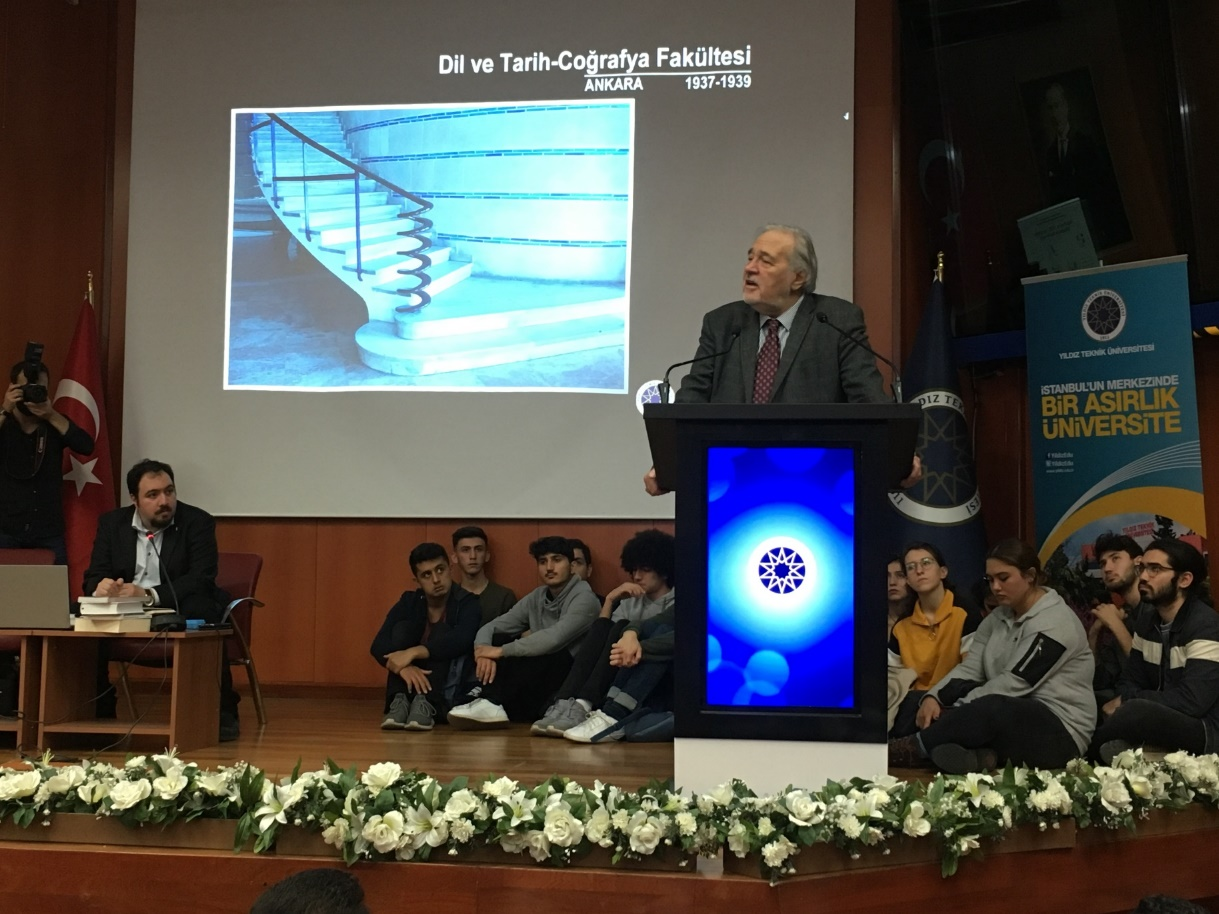 Dil ve Tarih-Coğrafya Fakültesi
ANKARA 1937-1939
YILDIZ TEKNİK ÜNİVERSİTESİ
İSTANBUL'UN MERKEZİNDE
BİR ASIRLIK
ÜNİVERSİTE